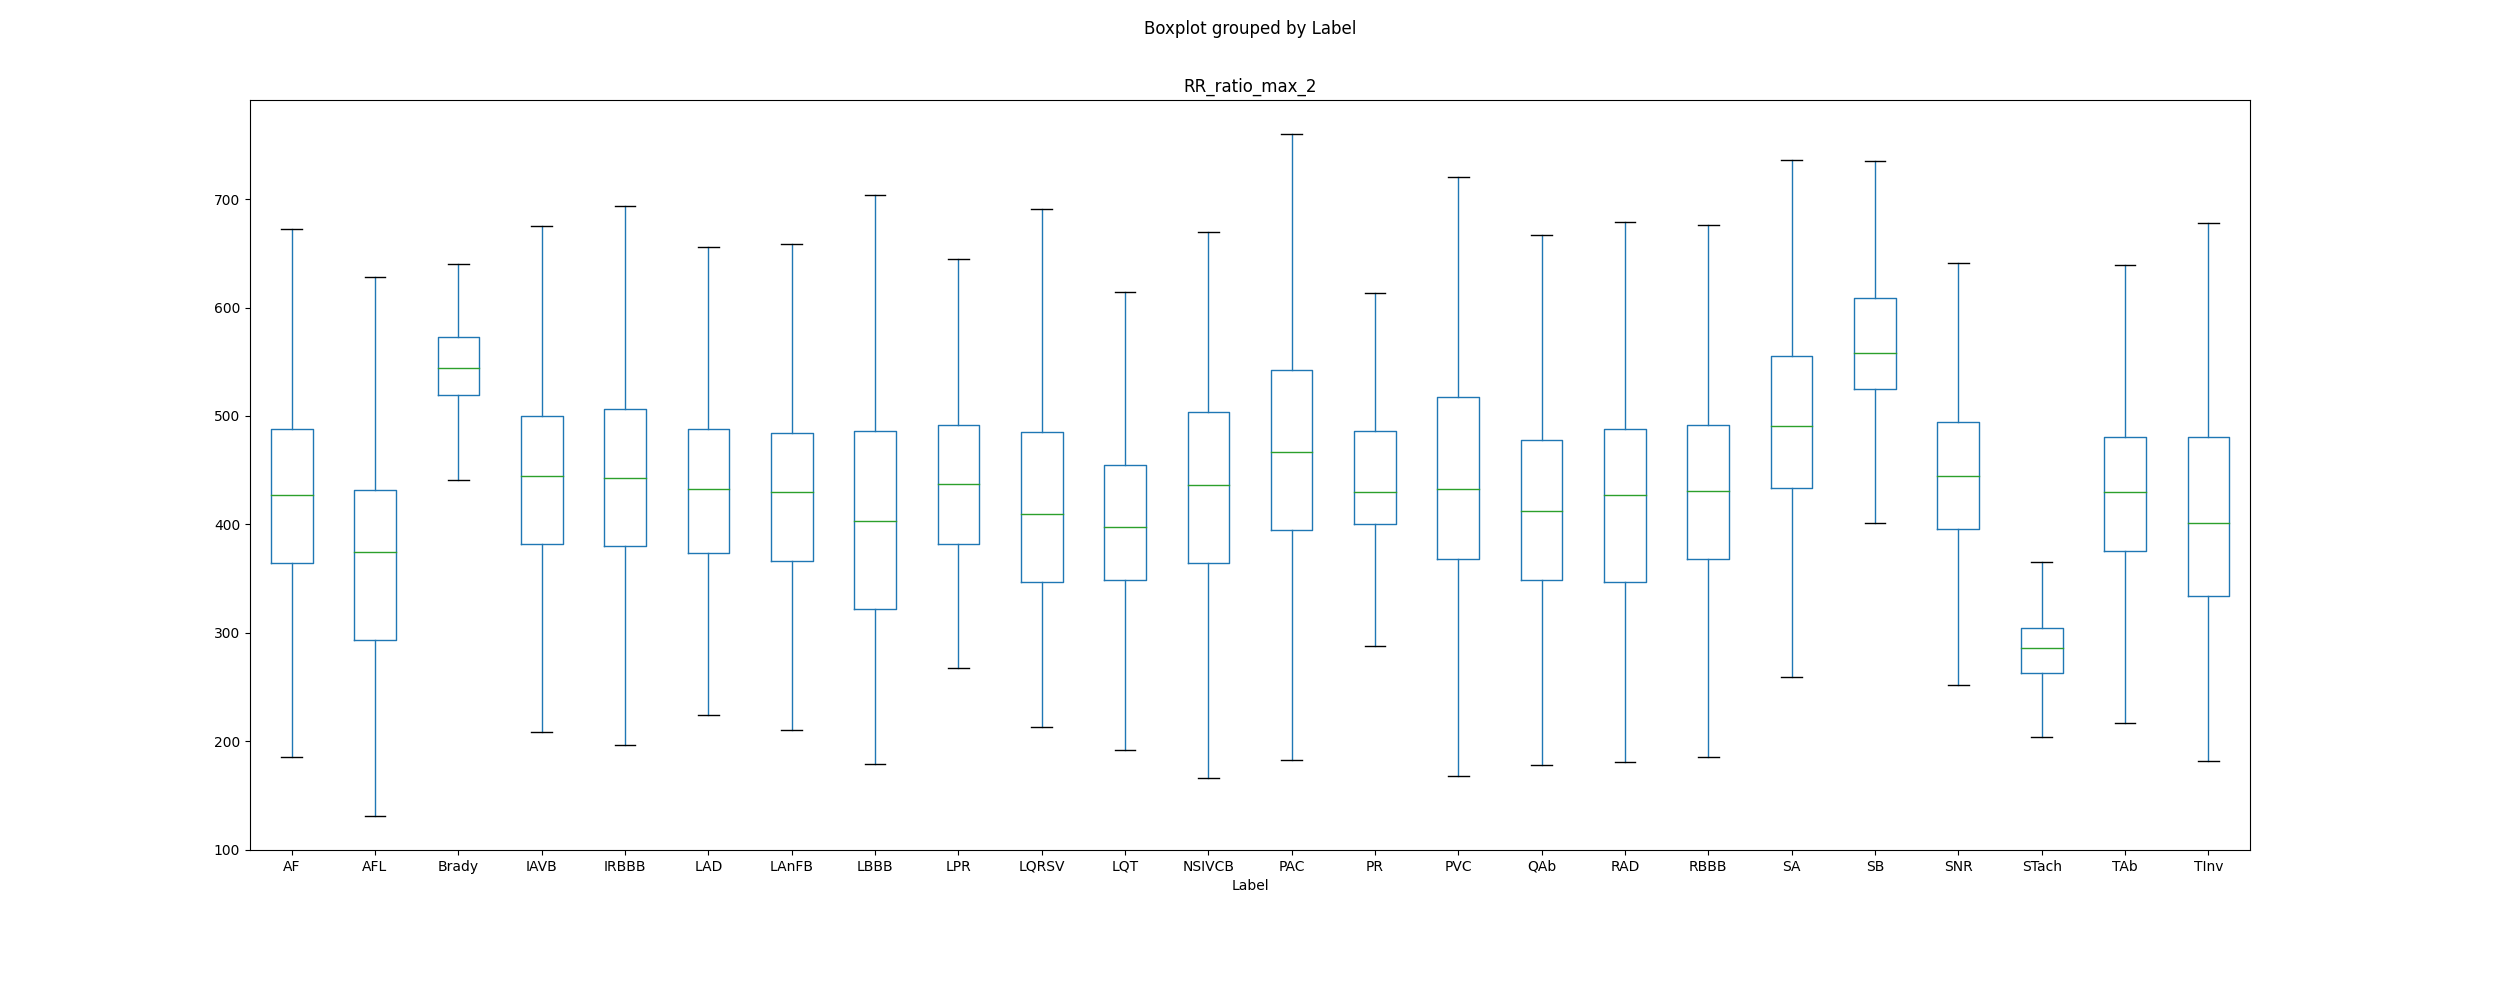 Boxplot grouped by Label
RR_ratio_max_2
700
600
500
400
300
200
100
AF AFL Brady IAVB IRBBB LAD LAnFB LBBB LPR LQRSV LQT NSIVCB PAC PR PVC QAb RAD RBBB SA SB SNR STach TAb TInv
Label